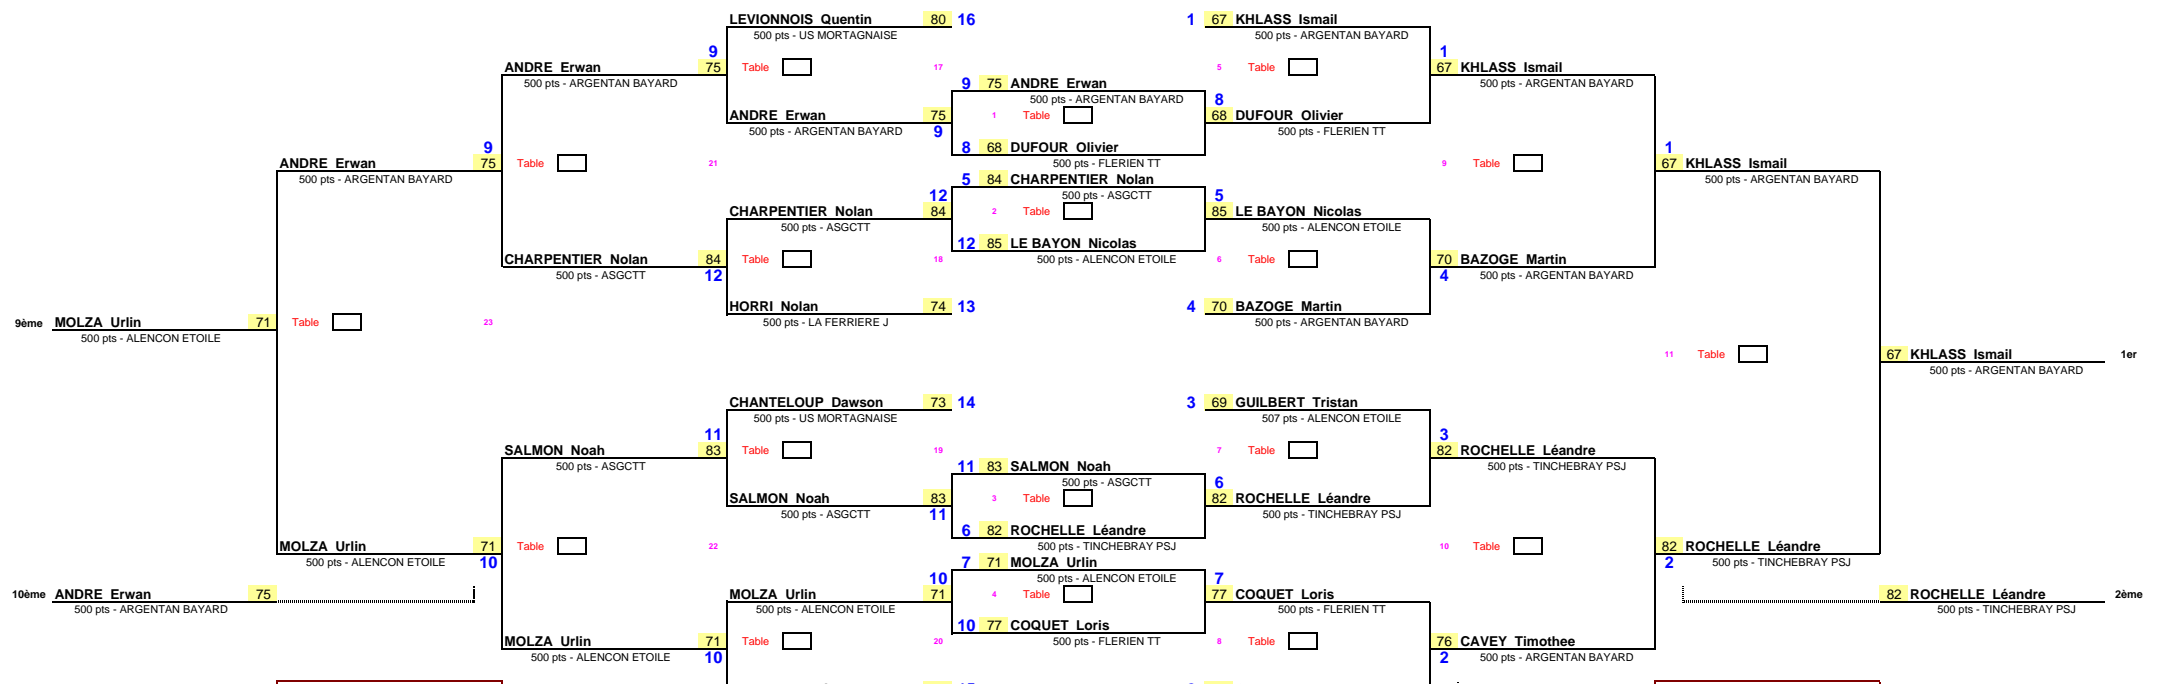 LEVIONNOIS Quentin 80 16 1 67 KHLASS Ismail
500 pts - US MORTAGNAISE 500 pts - ARGENTAN BAYARD
9 1
ANDRE Erwan 75 Table 17 5 Table 67 KHLASS Ismail
500 pts - ARGENTAN BAYARD 9 75 ANDRE Erwan 500 pts - ARGENTAN BAYARD
500 pts - ARGENTAN BAYARD 8
ANDRE Erwan 75 1 Table 68 DUFOUR Olivier
500 pts - ARGENTAN BAYARD 9 500 pts - FLERIEN TT
9 8 68 DUFOUR Olivier 1
ANDRE Erwan 75 Table 21 500 pts - FLERIEN TT 9 Table 67 KHLASS Ismail
500 pts - ARGENTAN BAYARD 5 84 CHARPENTIER Nolan 500 pts - ARGENTAN BAYARD
12 500 pts - ASGCTT 5
CHARPENTIER Nolan 84 2 Table 85 LE BAYON Nicolas
500 pts - ASGCTT 500 pts - ALENCON ETOILE
12 85 LE BAYON Nicolas
CHARPENTIER Nolan 84 Table 18 500 pts - ALENCON ETOILE 6 Table 70 BAZOGE Martin
500 pts - ASGCTT 12 4 500 pts - ARGENTAN BAYARD
HORRI Nolan 74 13 4 70 BAZOGE Martin
9ème MOLZA Urlin 71 Table 23 500 pts - LA FERRIERE J 500 pts - ARGENTAN BAYARD
500 pts - ALENCON ETOILE
11 Table 67 KHLASS Ismail 1er
500 pts - ARGENTAN BAYARD
CHANTELOUP Dawson 73 14 3 69 GUILBERT Tristan
500 pts - US MORTAGNAISE 507 pts - ALENCON ETOILE
11 3
SALMON Noah 83 Table 19 7 Table 82 ROCHELLE Léandre
500 pts - ASGCTT 11 83 SALMON Noah 500 pts - TINCHEBRAY PSJ
500 pts - ASGCTT 6
SALMON Noah 83 3 Table 82 ROCHELLE Léandre
500 pts - ASGCTT 11 500 pts - TINCHEBRAY PSJ
6 82 ROCHELLE Léandre
MOLZA Urlin 71 Table 22 500 pts - TINCHEBRAY PSJ 10 Table 82 ROCHELLE Léandre
500 pts - ALENCON ETOILE 10 7 71 MOLZA Urlin 2 500 pts - TINCHEBRAY PSJ
10 500 pts - ALENCON ETOILE 7
10ème ANDRE Erwan 75 MOLZA Urlin 71 4 Table 77 COQUET Loris 82 ROCHELLE Léandre 2ème
500 pts - ARGENTAN BAYARD 500 pts - ALENCON ETOILE 500 pts - FLERIEN TT 500 pts - TINCHEBRAY PSJ
10 77 COQUET Loris
MOLZA Urlin 71 Table 20 500 pts - FLERIEN TT 8 Table 76 CAVEY Timothee
500 pts - ALENCON ETOILE 10 2 500 pts - ARGENTAN BAYARD